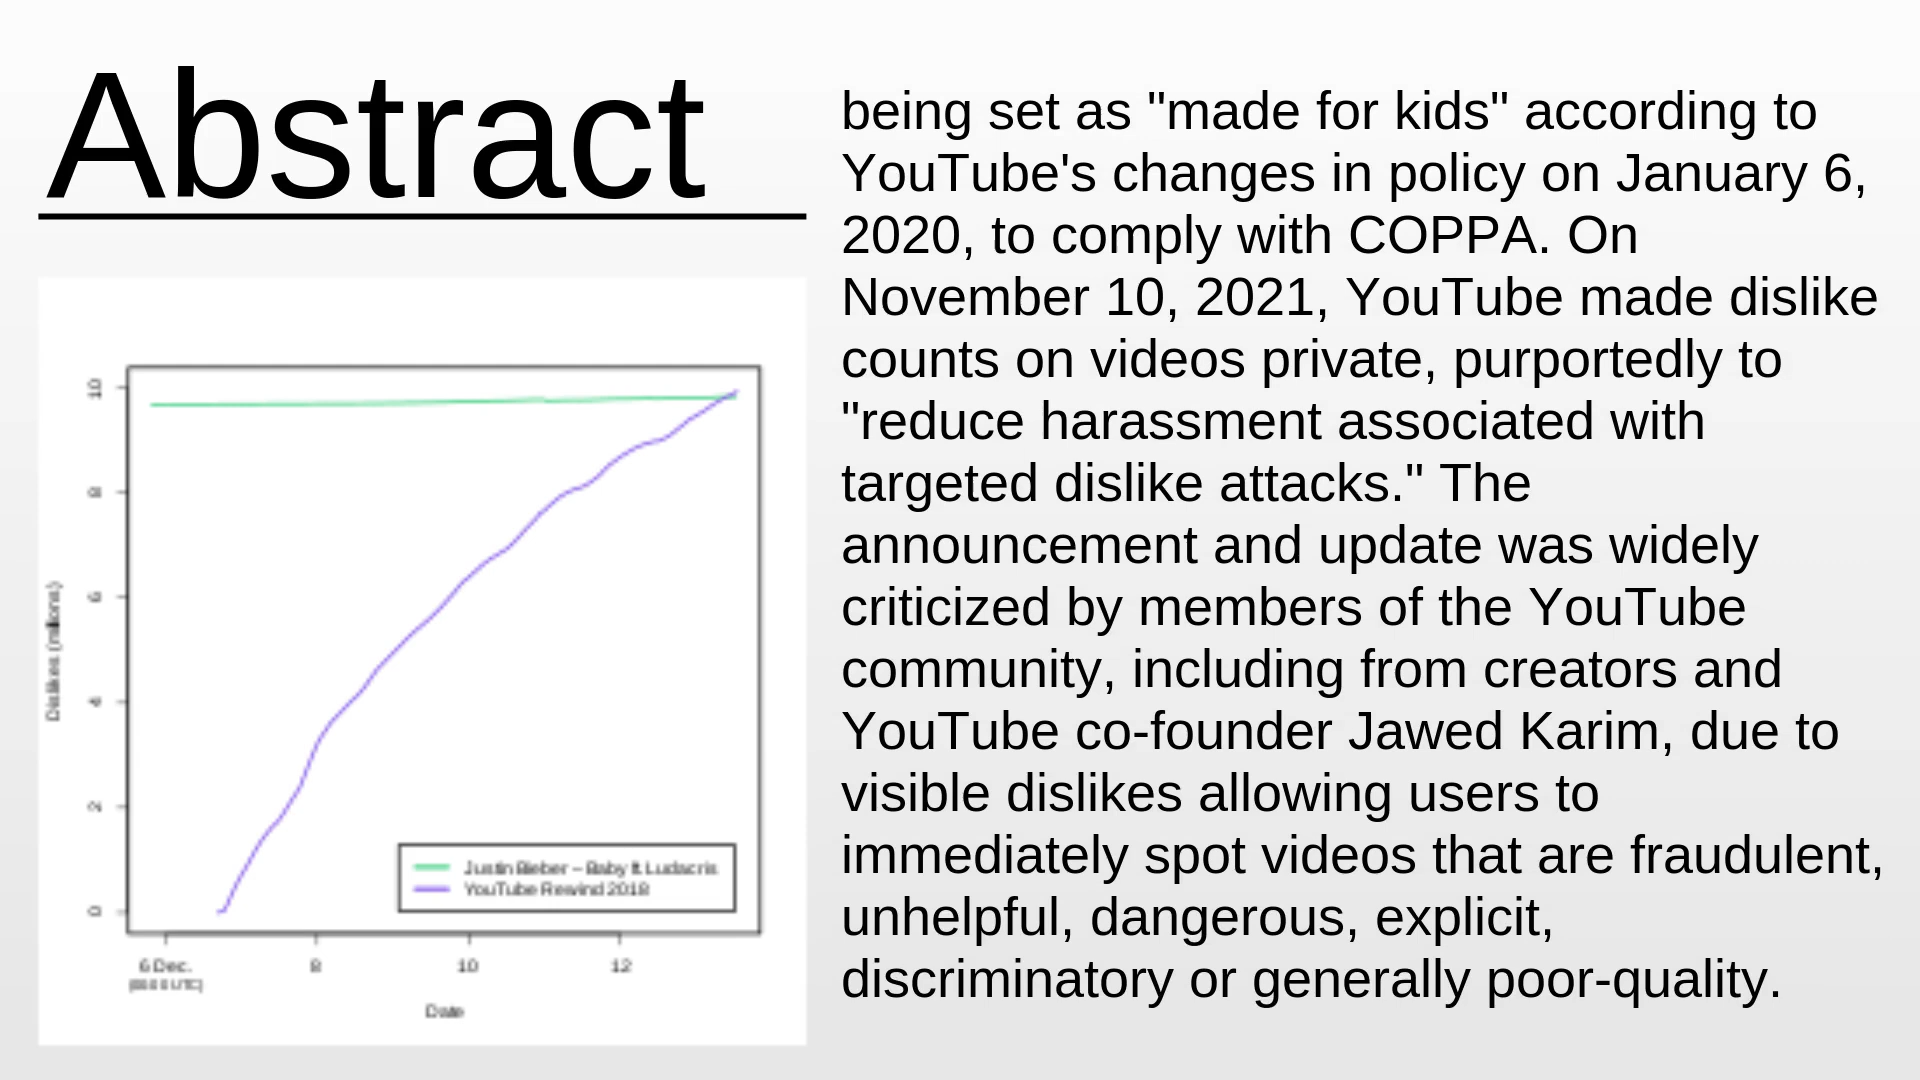 Abstract
being set as "made for kids" according to
YouTube's changes in policy on January 6,
2020, to comply with COPPA. On
November 10, 2021, YouTube made dislike
counts on videos private, purportedly to
"reduce harassment associated with
targeted dislike attacks." The
announcement and update was widely
criticized by members of the YouTube
community, including from creators and
YouTube co-founder Jawed Karim, due to
visible dislikes allowing users to
immediately spot videos that are fraudulent,
unhelpful, dangerous, explicit,
discriminatory or generally poor-quality.
Dislikes (millions)
10
8
6
4
2
0
Justin Bieber – Baby ft. Ludacris
YouTube Rewind 2018
6 Dec.
8
10
12
Date